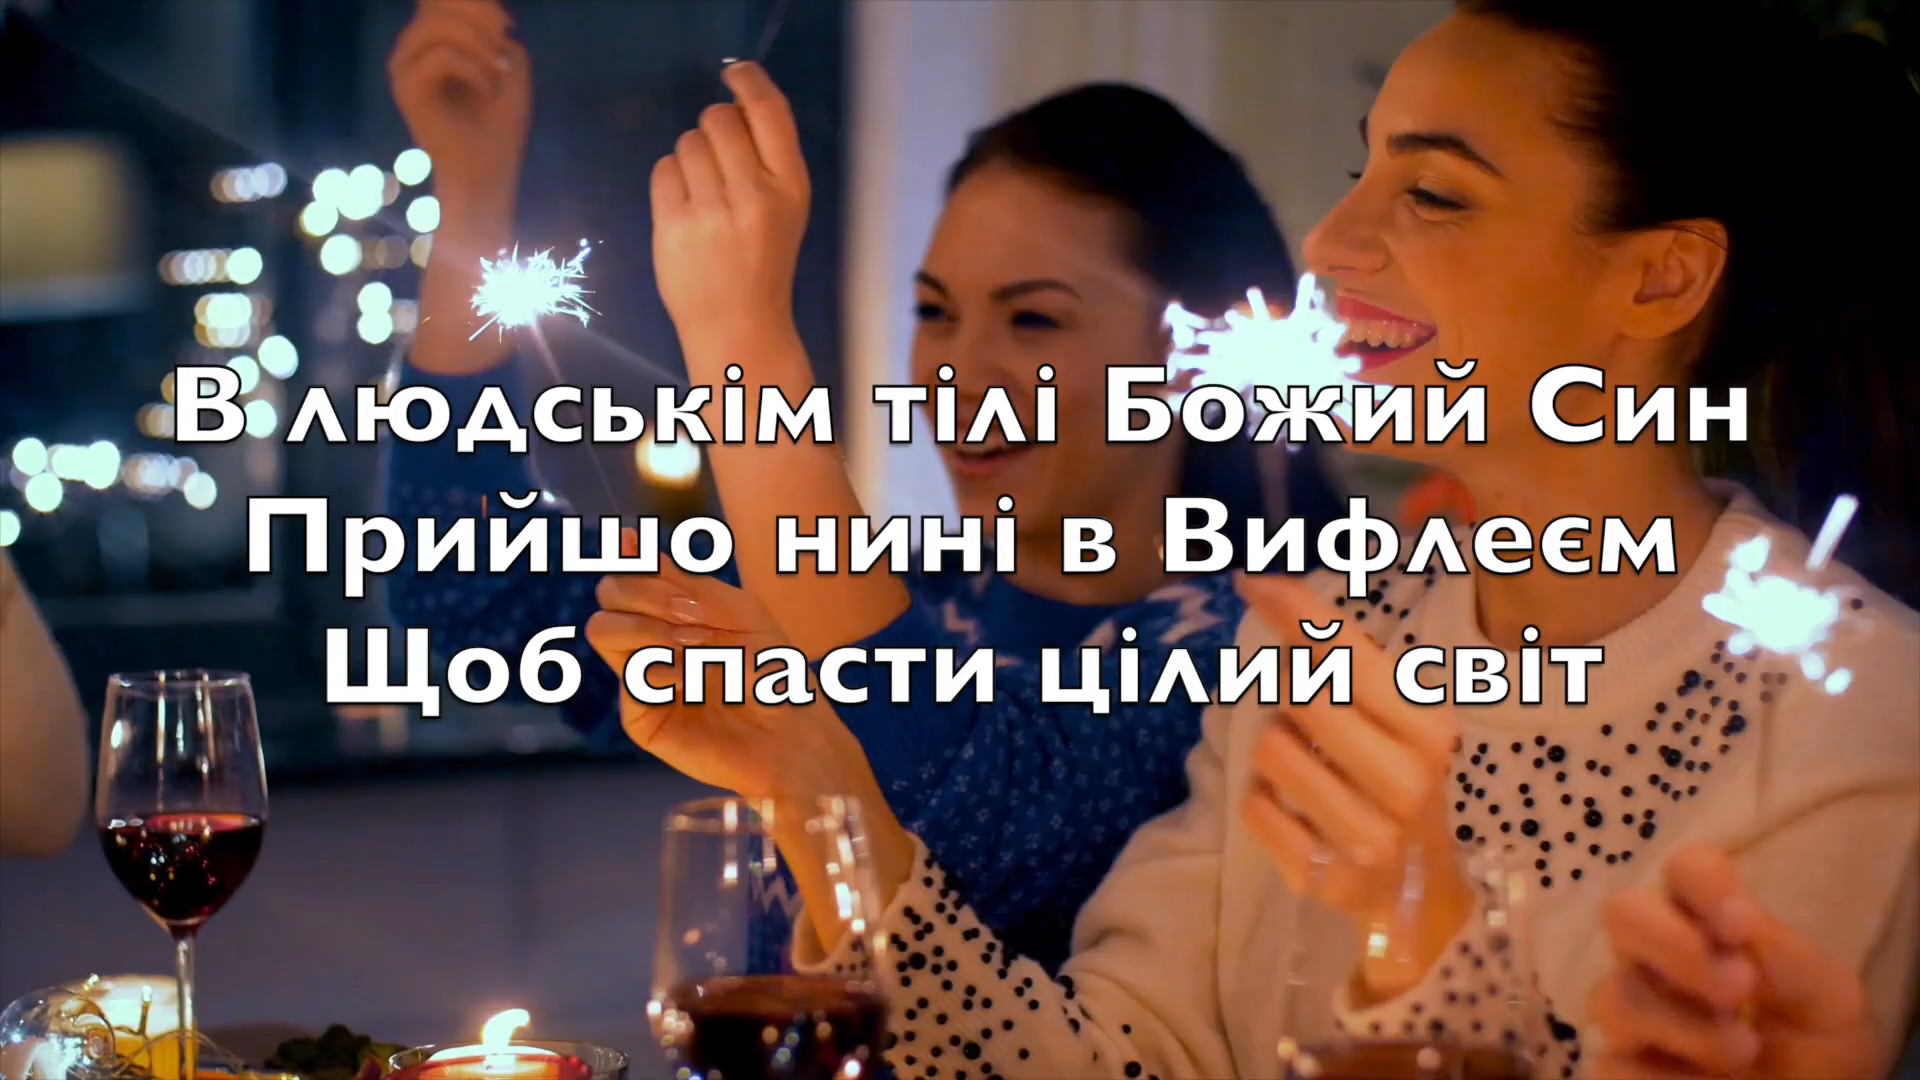 В людськім тілі Божий Син
Прийшо нині в Вифлеєм
Щоб спасти цілий світ